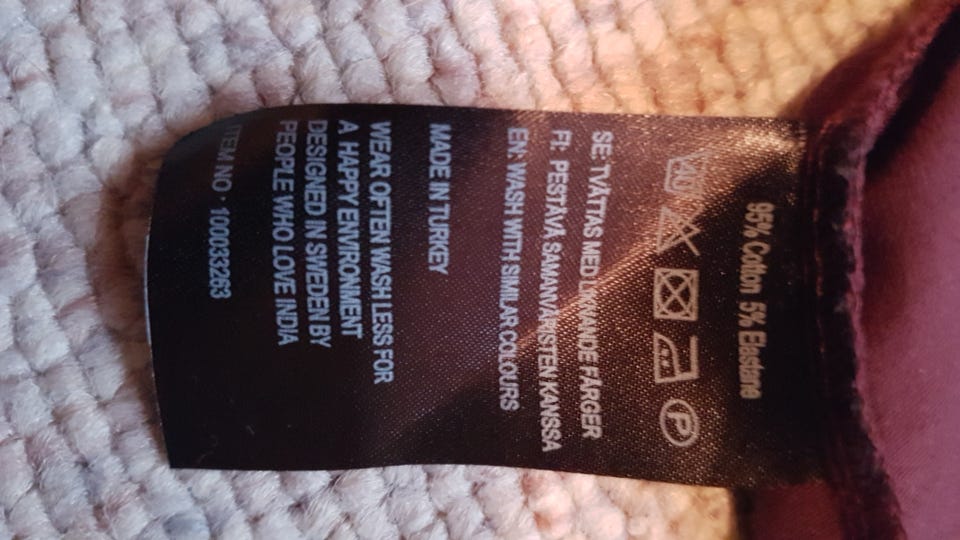 95% Cotton 5% Elastane
40 P
SE: TVÄTTAS MED LIKNANDE FÄRGER
FI: PESTÄVÄ SAMANVÄRISTEN KANSSA
EN: WASH WITH SIMILAR COLOURS
MADE IN TURKEY
WEAR OFTEN WASH LESS FOR
A HAPPY ENVIRONMENT
DESIGNED IN SWEDEN BY
PEOPLE WHO LOVE INDIA
ITEM NO · 100033263